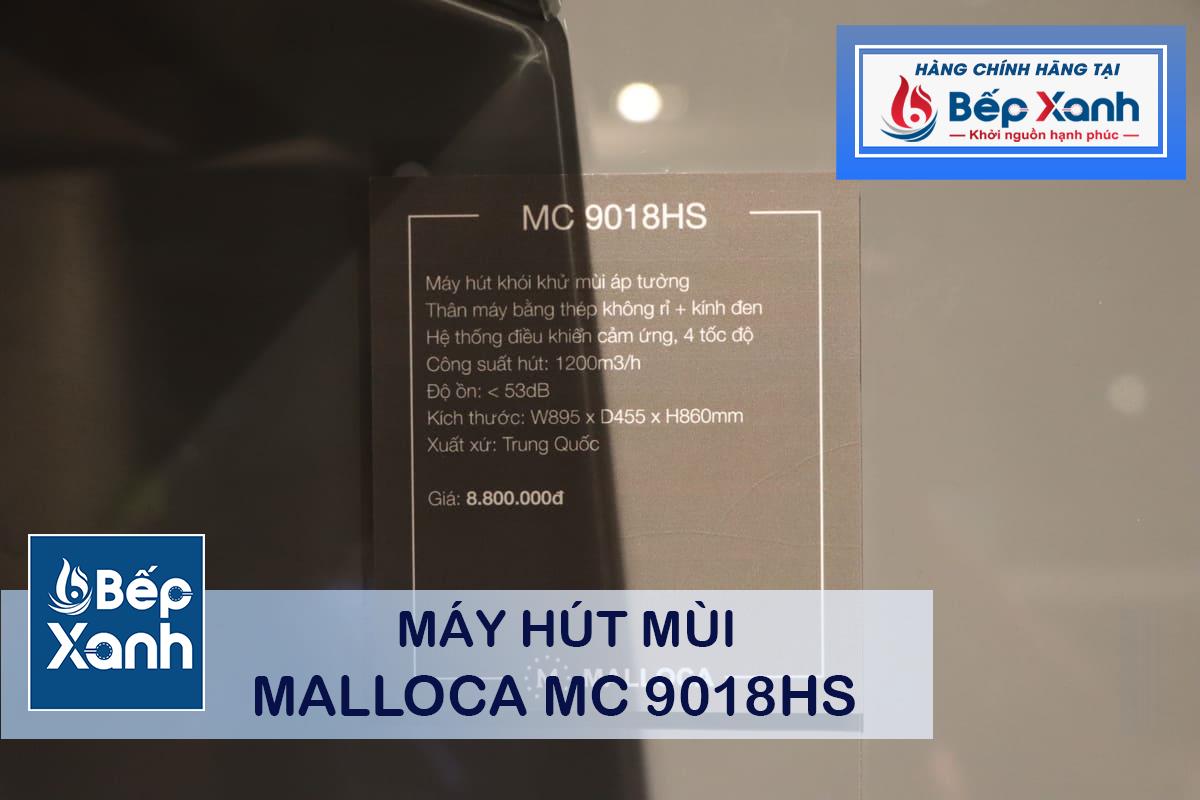 HÀNG CHÍNH HÃNG TẠI
Bếp Xanh
Khởi nguồn hạnh phúc
MC 9018HS
Máy hút khói khử mùi áp tường
Thân máy bằng thép không rỉ + kính đen
Hệ thống điều khiển cảm ứng, 4 tốc độ
Công suất hút: 1200m3/h
Độ ồn: < 53dB
Kích thước: W895 x D455 x H860mm
Xuất xứ: Trung Quốc
Giá: 8.800.000đ
M MALLOCA
Bếp
Xanh
MÁY HÚT MÙI
MALLOCA MC 9018HS